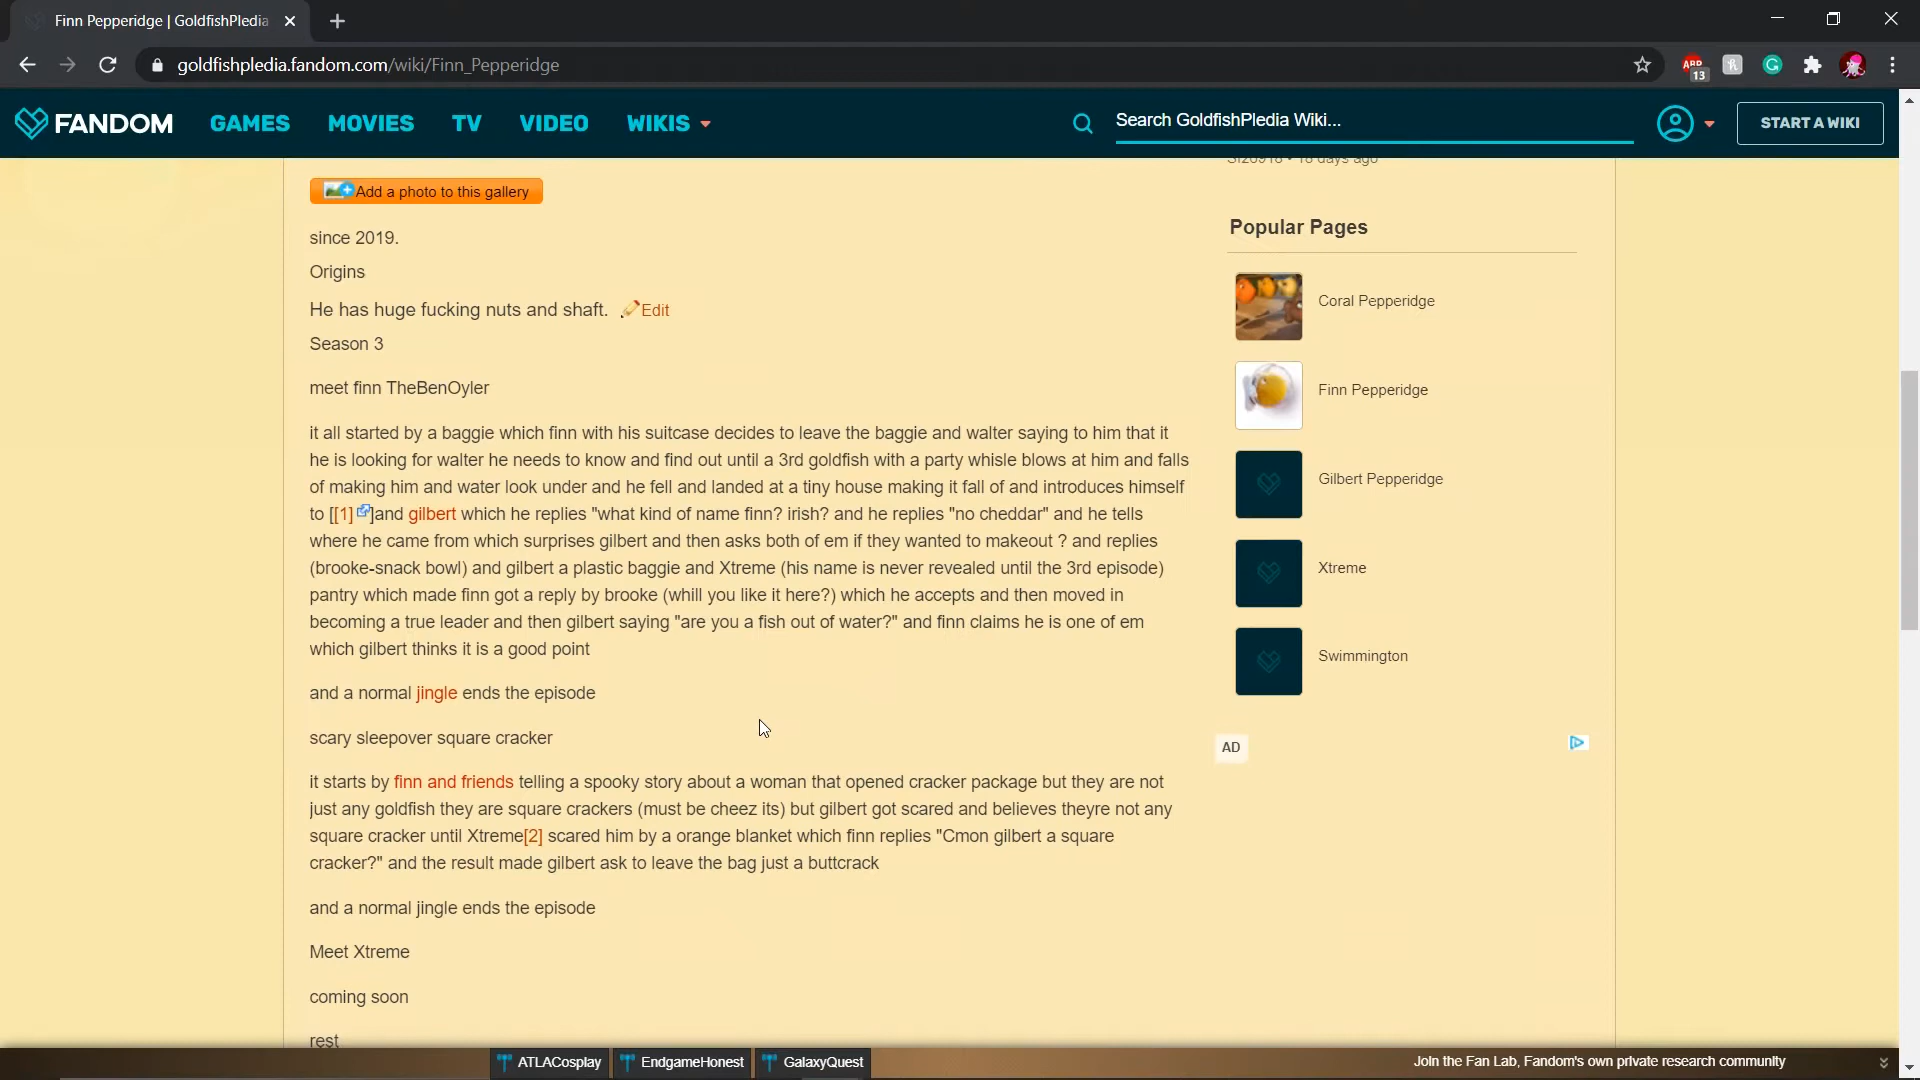 Finn Pepperidge | GoldfishPledia
goldfishpledia.fandom.com/wiki/Finn_Pepperidge
ABP
13
FANDOM
GAMES
MOVIES
TV
VIDEO
WIKIS
Search GoldfishPledia Wiki...
START A WIKI
days ago
Add a photo to this gallery
since 2019.
Origins
He has huge fucking nuts and shaft. Edit
Season 3
meet finn TheBenOyler
it all started by a baggie which finn with his suitcase decides to leave the baggie and walter saying to him that it
he is looking for walter he needs to know and find out until a 3rd goldfish with a party whisle blows at him and falls
of making him and water look under and he fell and landed at a tiny house making it fall of and introduces himself
to [[1] ]and gilbert which he replies "what kind of name finn? irish? and he replies "no cheddar" and he tells
where he came from which surprises gilbert and then asks both of em if they wanted to makeout ? and replies
(brooke-snack bowl) and gilbert a plastic baggie and Xtreme (his name is never revealed until the 3rd episode)
pantry which made finn got a reply by brooke (whill you like it here?) which he accepts and then moved in
becoming a true leader and then gilbert saying "are you a fish out of water?" and finn claims he is one of em
which gilbert thinks it is a good point
and a normal jingle ends the episode
scary sleepover square cracker
it starts by finn and friends telling a spooky story about a woman that opened cracker package but they are not
just any goldfish they are square crackers (must be cheez its) but gilbert got scared and believes theyre not any
square cracker until Xtreme[2] scared him by a orange blanket which finn replies "Cmon gilbert a square
cracker?" and the result made gilbert ask to leave the bag just a buttcrack
and a normal jingle ends the episode
Meet Xtreme
coming soon
rest
Popular Pages
Coral Pepperidge
Finn Pepperidge
Gilbert Pepperidge
Xtreme
Swimmington
AD
ATLACosplay
EndgameHonest
GalaxyQuest
Join the Fan Lab, Fandom's own private research community